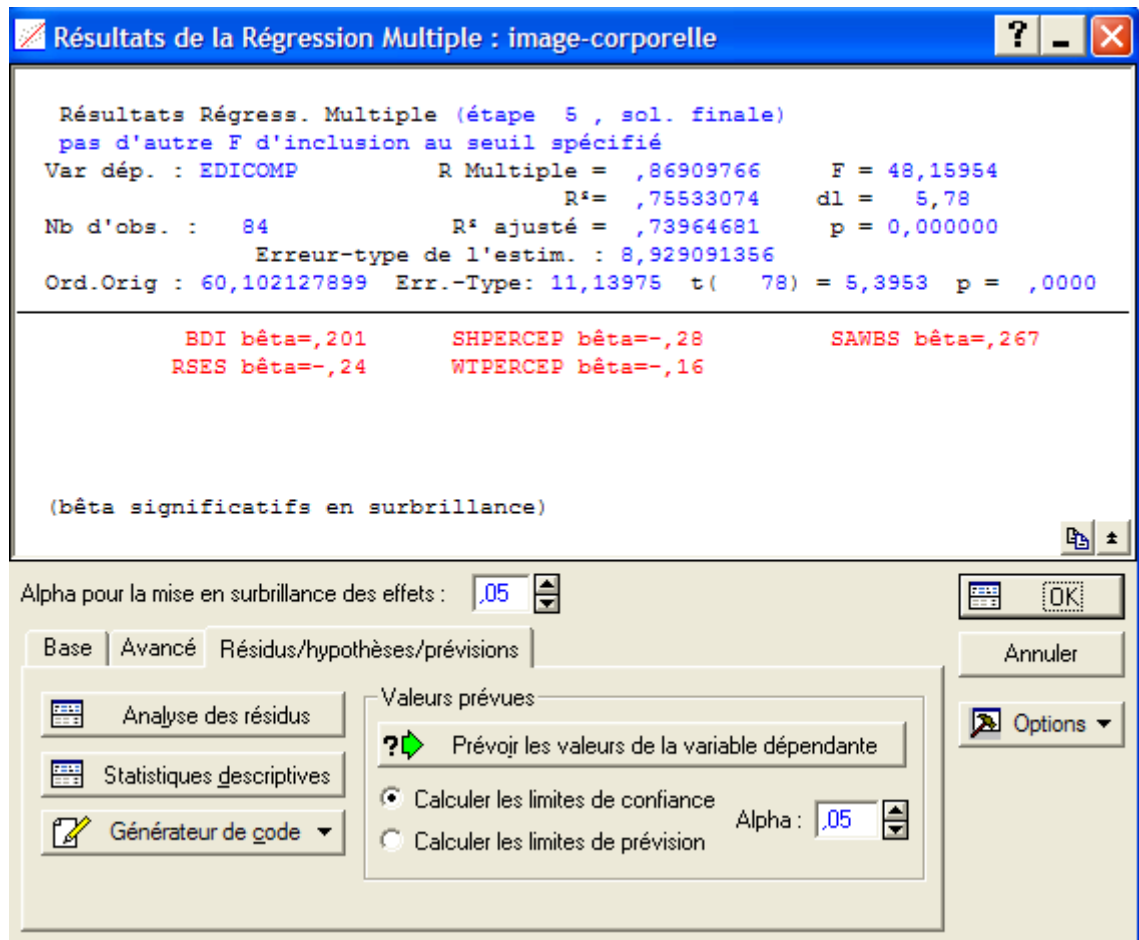 Résultats de la Régression Multiple : image-corporelle
Résultats Régress. Multiple (étape 5 , sol. finale)
pas d'autre F d'inclusion au seuil spécifié
Var dép. : EDICOMP R Multiple = ,86909766 F = 48,15954
R²= ,75533074 dl = 5,78
Nb d'obs. : 84 R² ajusté = ,73964681 p = 0,000000
Erreur-type de l'estim. : 8,929091356
Ord.Orig : 60,102127899 Err.-Type: 11,13975 t( 78) = 5,3953 p = ,0000
BDI bêta=,201 SHPERCEP bêta=-,28 SAWBS bêta=,267
RSES bêta=-,24 WTPERCEP bêta=-,16
(bêta significatifs en surbrillance)
Alpha pour la mise en surbrillance des effets : ,05
OK
Base Avancé Résidus/hypothèses/prévisions
Annuler
Options
Analyse des résidus
Statistiques descriptives
Générateur de code
Valeurs prévues
Prévoir les valeurs de la variable dépendante
Calculer les limites de confiance
Calculer les limites de prévision
Alpha : ,05